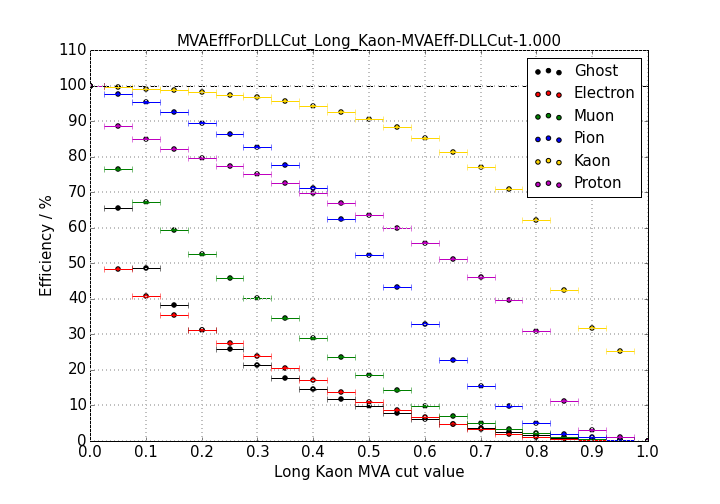 MVAEffForDLLCut_Long_Kaon-MVAEff-DLLCut-1.000
110
100
90
80
70
60
50
40
30
20
10
0
Efficiency / %
Ghost
Electron
Muon
Pion
Kaon
Proton
0.0 0.1 0.2 0.3 0.4 0.5 0.6 0.7 0.8 0.9 1.0
Long Kaon MVA cut value